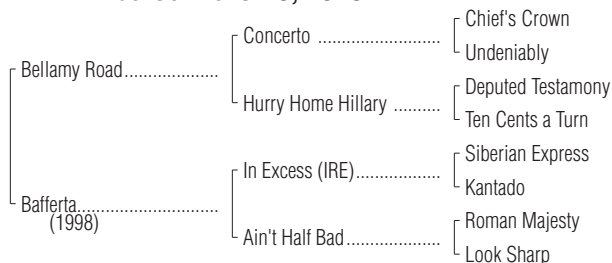 Chief's Crown
Concerto
Undeniably
Bellamy Road
Deputed Testamony
Hurry Home Hillary
Ten Cents a Turn
Siberian Express
In Excess (IRE)
Kantado
Bafferta
(1998)
Roman Majesty
Ain't Half Bad
Look Sharp